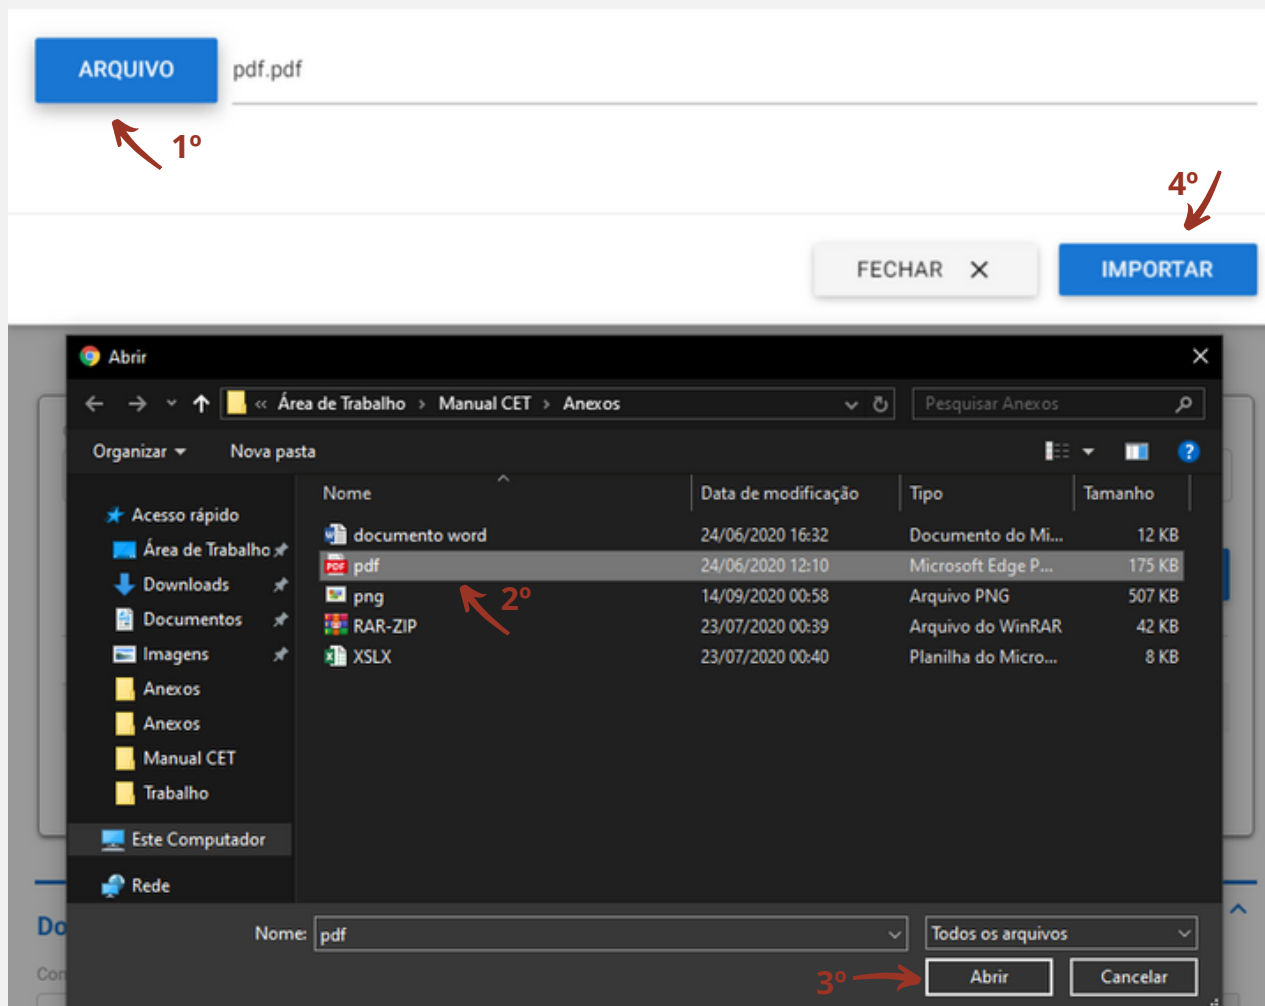 ARQUIVO pdf.pdf
1º
4º
FECHAR IMPORTAR
Abrir
« Área de Trabalho > Manual CET > Anexos Pesquisar Anexos
Organizar Nova pasta
Nome Data de modificação Tipo Tamanho
Acesso rápido
Área de Trabalho
Downloads
Documentos
Imagens
Anexos
Anexos
Manual CET
Trabalho
Este Computador
Rede
documento word 24/06/2020 16:32 Documento do Mi... 12 KB
PDF pdf 24/06/2020 12:10 Microsoft Edge P... 175 KB
2º
png 14/09/2020 00:58 Arquivo PNG 507 KB
RAR-ZIP 23/07/2020 00:39 Arquivo do WinRAR 42 KB
XSLX 23/07/2020 00:40 Planilha do Micro... 8 KB
Do
Con
Nome: pdf Todos os arquivos
3º Abrir Cancelar